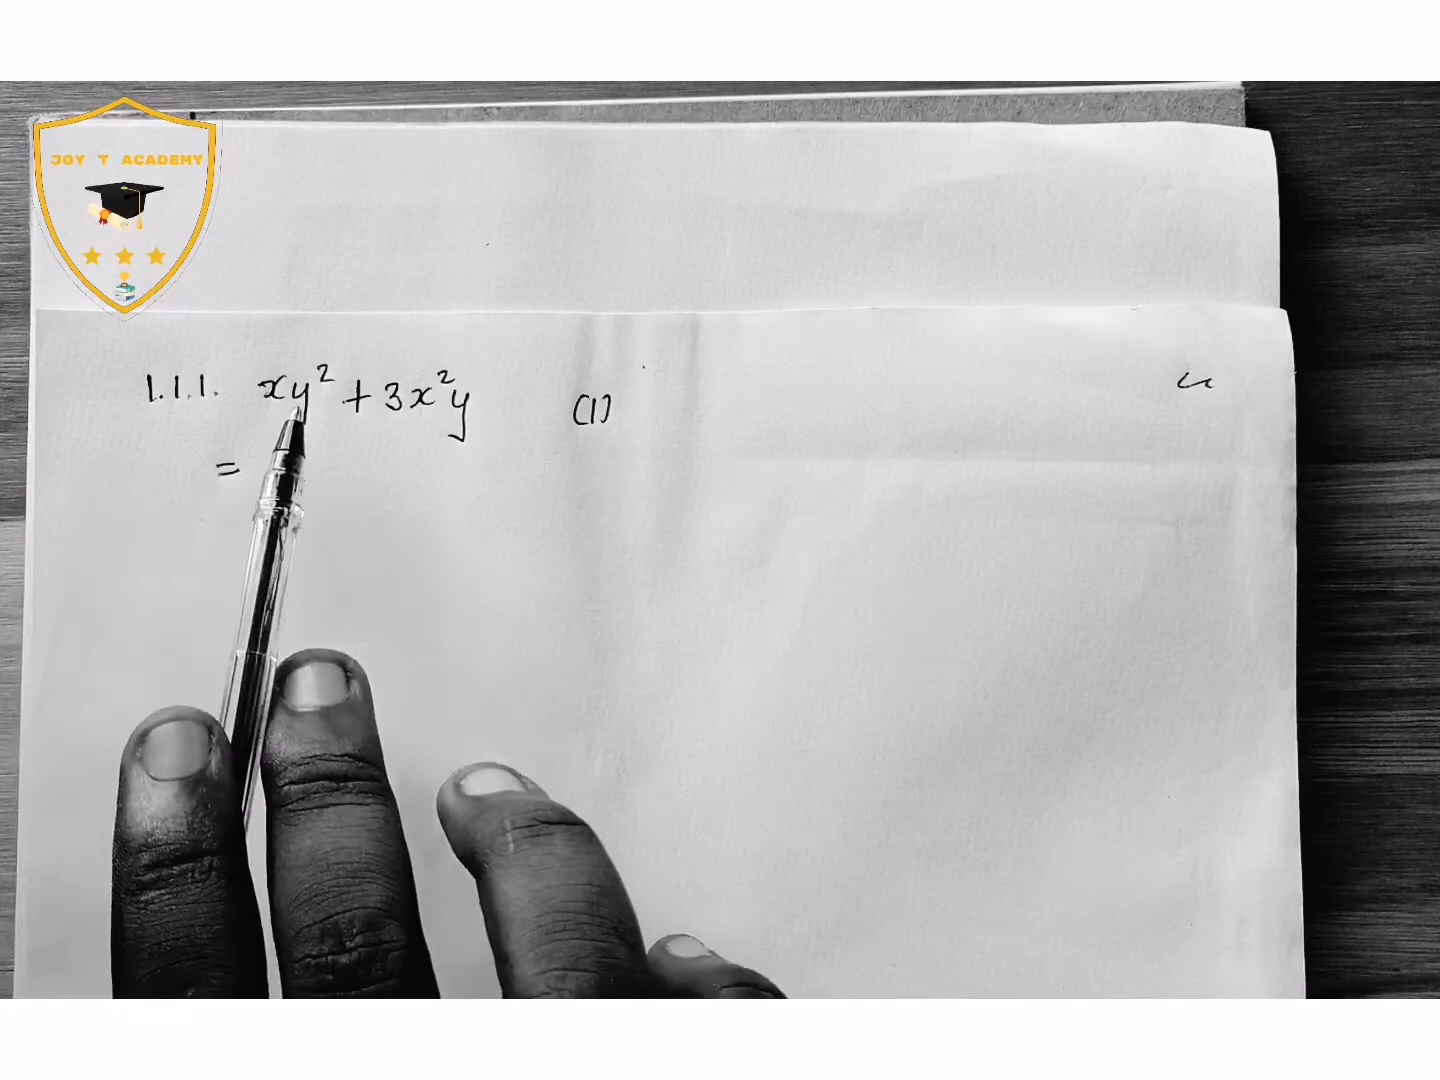 JOY T ACADEMY
1.1.1. xy² + 3x²y (1)
=